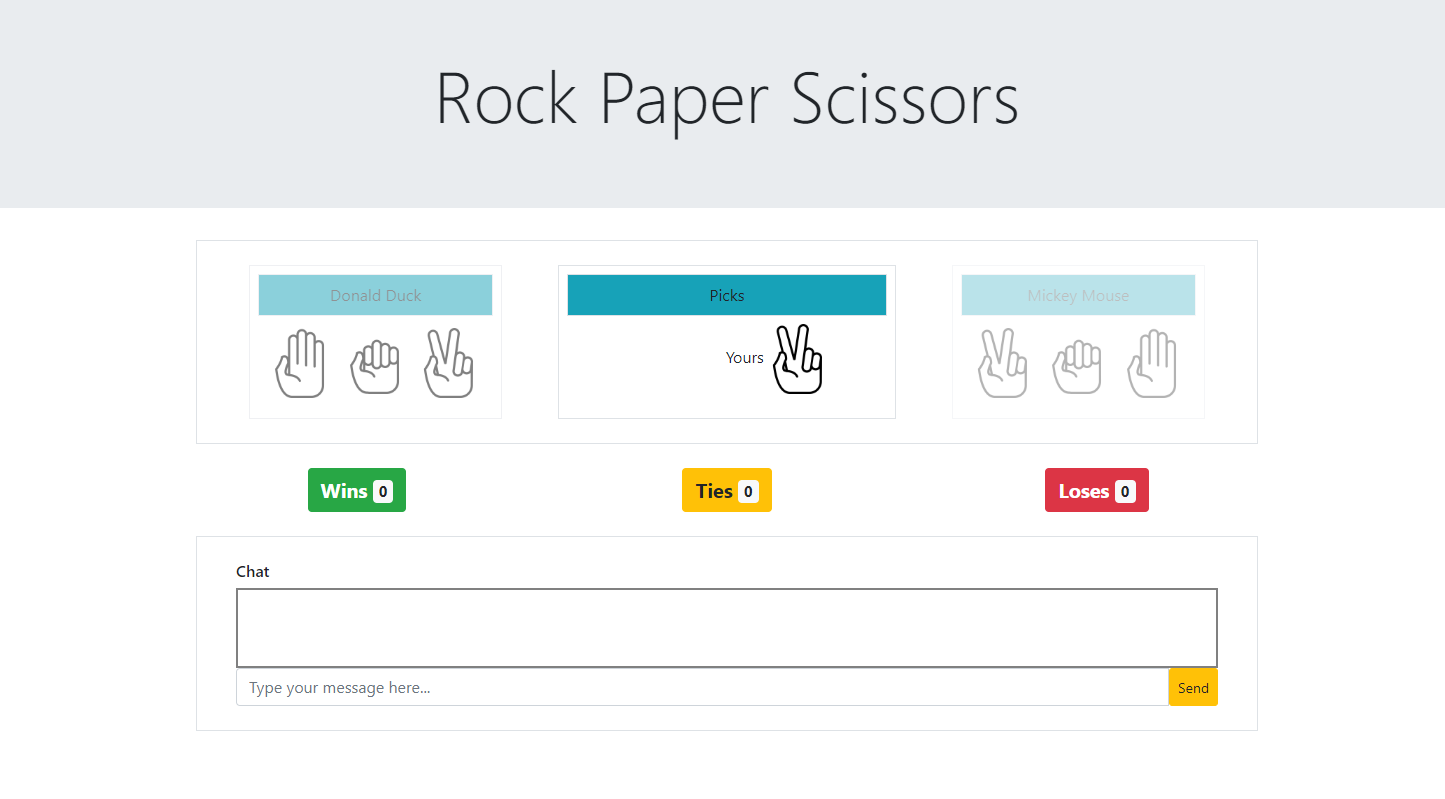 Rock Paper Scissors
Donald Duck
Picks
Mickey Mouse
Yours
Wins 0
Ties 0
Loses 0
Chat
Type your message here...
Send